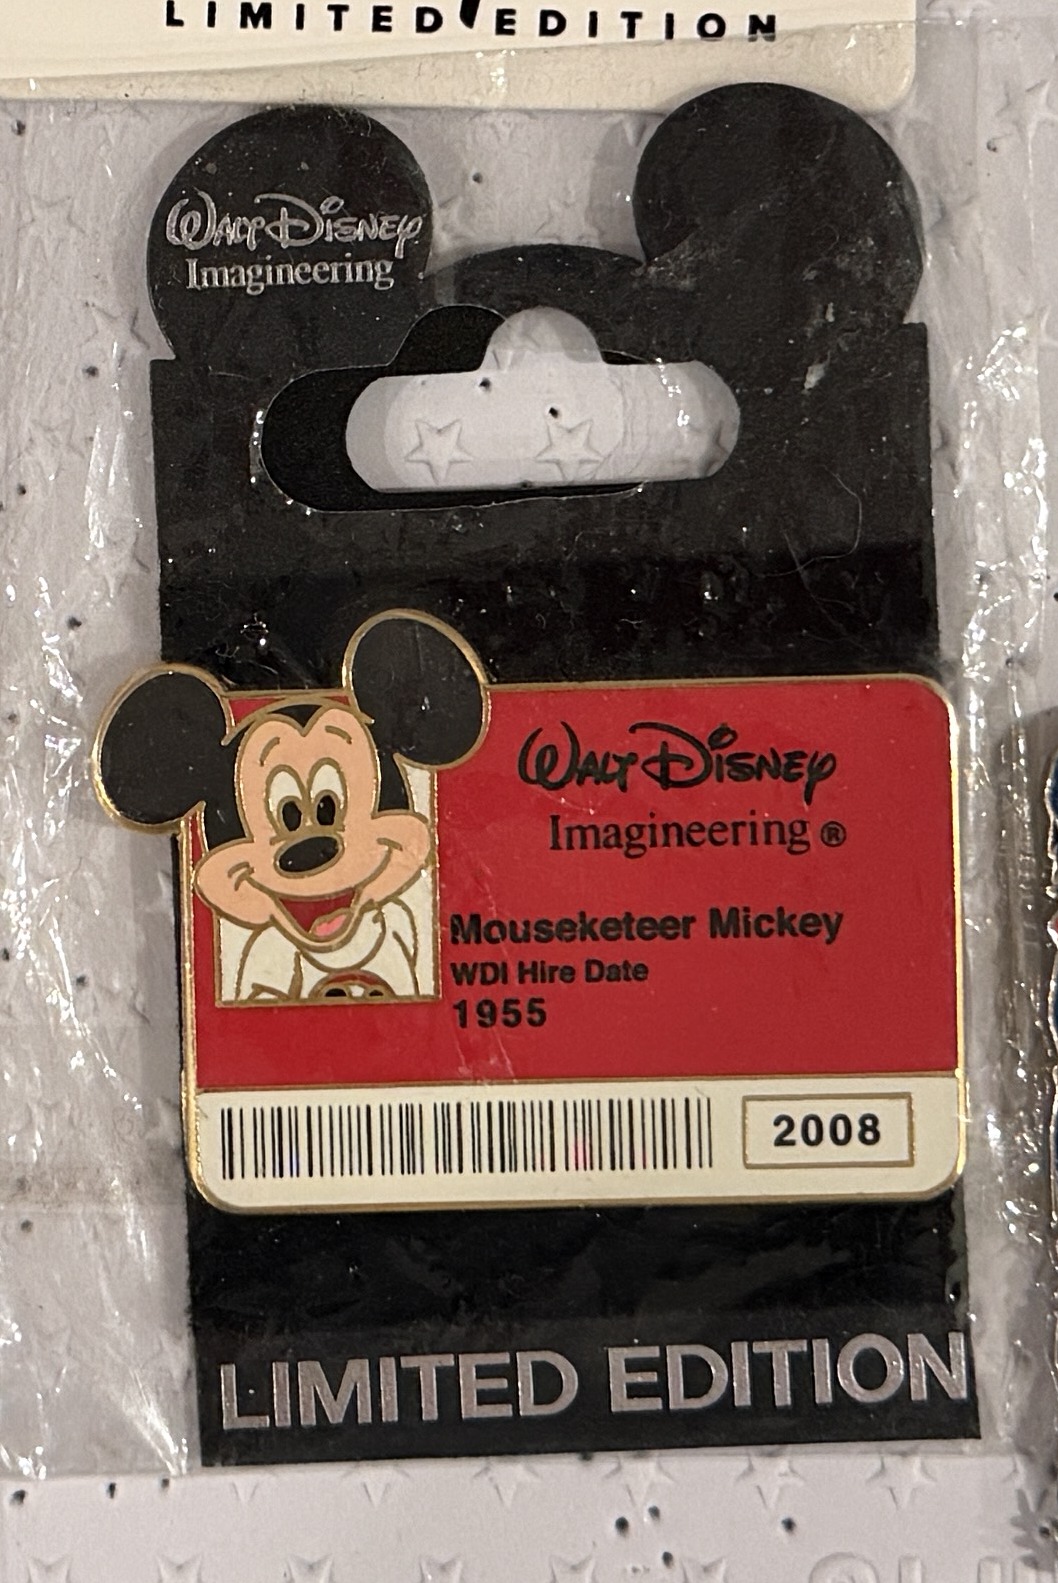 LIMITED EDITION
WALT DISNEY
Imagineering
WALT DISNEY
Imagineering ®
Mouseketeer Mickey
WDI Hire Date
1955
2008
LIMITED EDITION